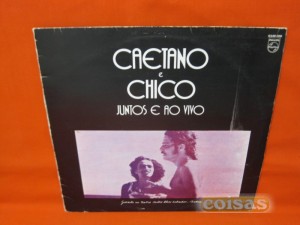 CAETANO
e
CHICO
JUNTOS E AO VIVO
PHILIPS
coisas